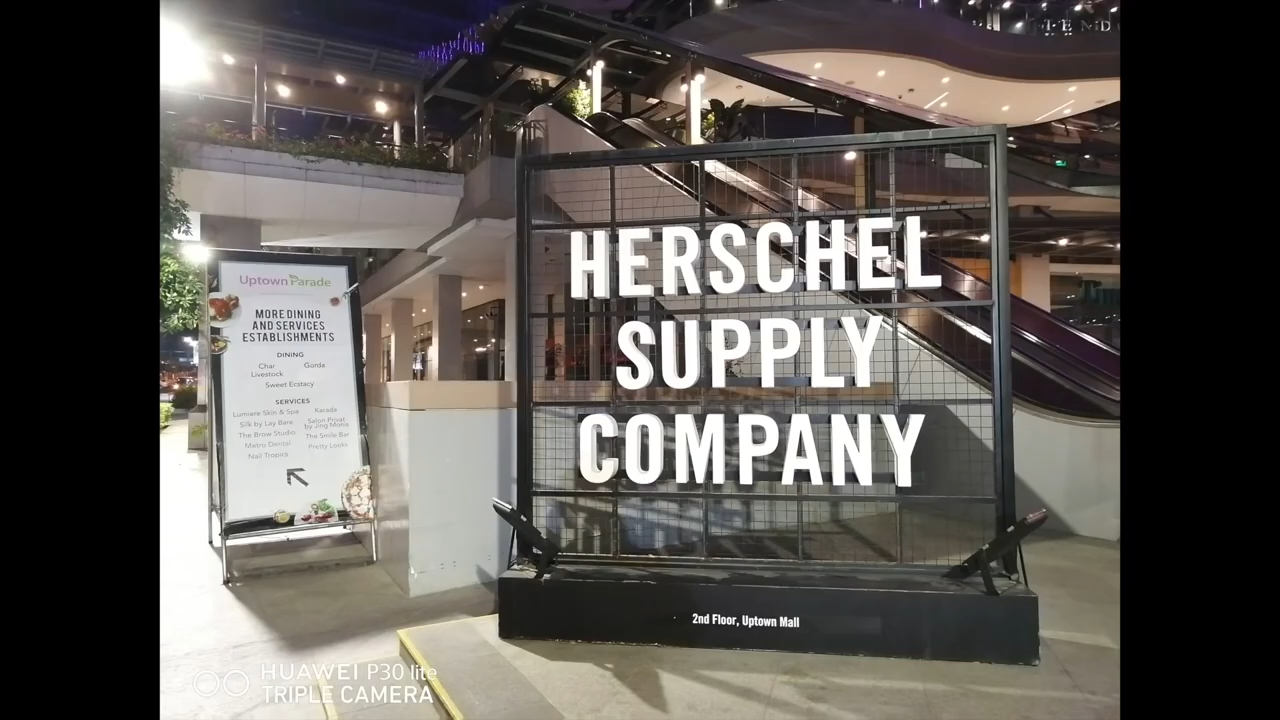 Uptown Parade
MORE DINING
AND SERVICES
ESTABLISHMENTS
DINING
Char
Livestock
Gorda
Sweet Ecstacy
SERVICES
Lumiere Skin & Spa
Silk by Lay Bare
The Brow Studio
Metro Dental
Nail Tropics
Karada
Salon Privat
by Jing Monis
The Smile Bar
Pretty Looks
HERSCHEL
SUPPLY
COMPANY
2nd Floor, Uptown Mall
HUAWEI P30 lite
TRIPLE CAMERA